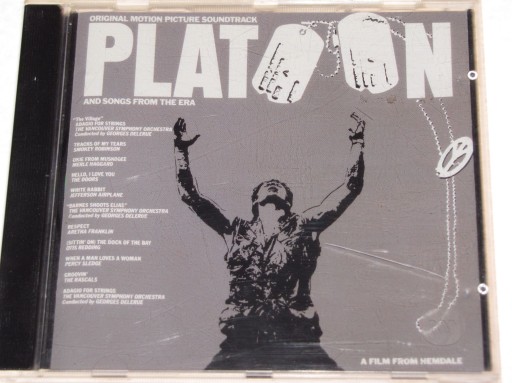 ORIGINAL MOTION PICTURE SOUNDTRACK
PLATOON
AND SONGS FROM THE ERA
"The Village"
ADAGIO FOR STRINGS
THE VANCOUVER SYMPHONY ORCHESTRA
Conducted by GEORGES DELERUE
TRACKS OF MY TEARS
SMOKEY ROBINSON
OKIE FROM MUSKOGEE
MERLE HAGGARD
HELLO, I LOVE YOU
THE DOORS
WHITE RABBIT
JEFFERSON AIRPLANE
"BARNES SHOOTS ELIAS"
THE VANCOUVER SYMPHONY ORCHESTRA
Conducted by GEORGES DELERUE
RESPECT
ARETHA FRANKLIN
(SITTIN' ON) THE DOCK OF THE BAY
OTIS REDDING
WHEN A MAN LOVES A WOMAN
PERCY SLEDGE
GROOVIN'
THE RASCALS
ADAGIO FOR STRINGS
THE VANCOUVER SYMPHONY ORCHESTRA
Conducted by GEORGES DELERUE
A FILM FROM HEMDALE